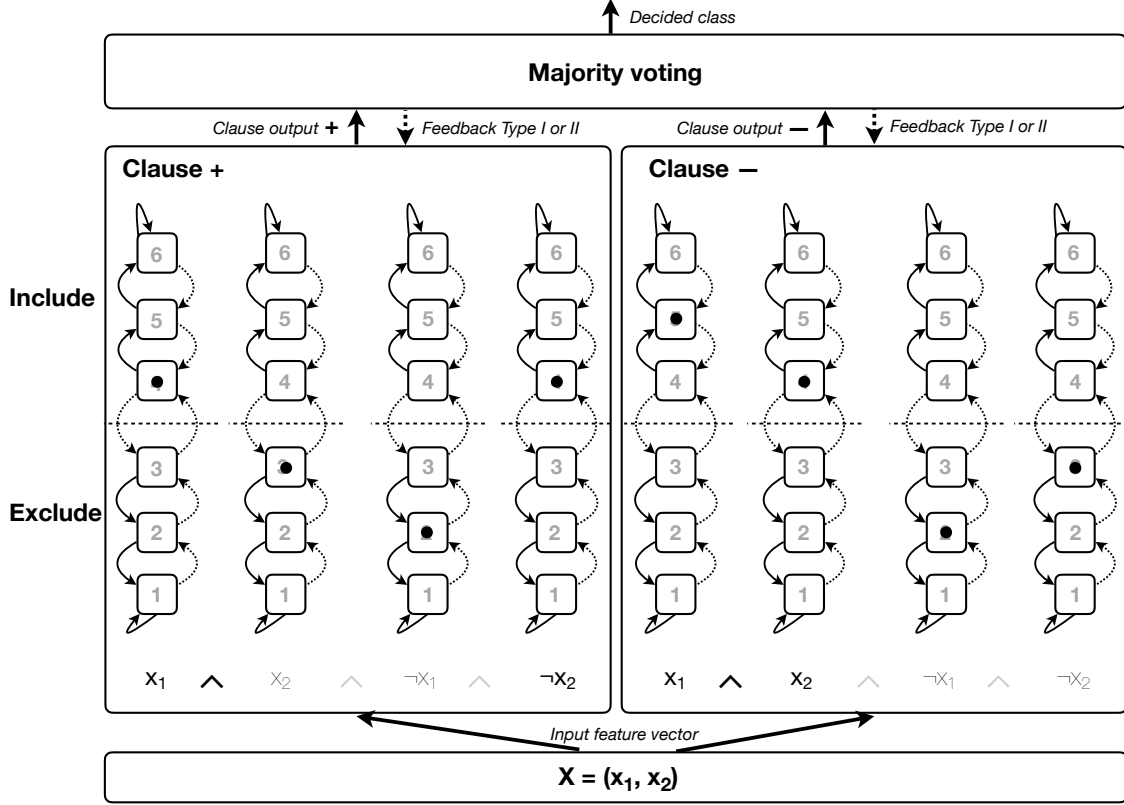 Decided class
Majority voting
Clause output + Feedback Type I or II Clause output — Feedback Type I or II
Clause + Clause —
6 6 6 6 6 6 6 6
Include
5 5 5 5 5 5 5
4 4 4 4 4
3 3 3 3 3 3
Exclude
2 2 2 2 2 2
1 1 1 1 1 1 1 1
x₁ ∧ x₂ ∧ ¬x₁ ∧ ¬x₂ x₁ ∧ x₂ ∧ ¬x₁ ∧ ¬x₂
Input feature vector
X = (x₁, x₂)